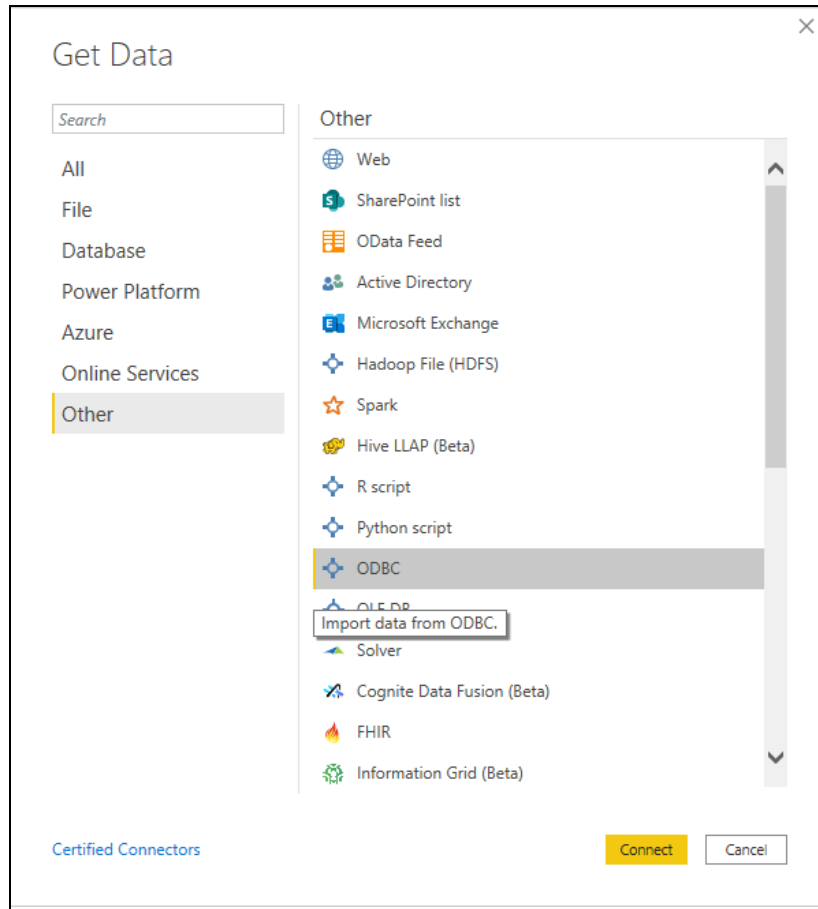 Get Data
Search
All
File
Database
Power Platform
Azure
Online Services
Other
Other
Web
SharePoint list
OData Feed
Active Directory
Microsoft Exchange
Hadoop File (HDFS)
Spark
Hive LLAP (Beta)
R script
Python script
ODBC
OLE DB
Import data from ODBC.
Solver
Cognite Data Fusion (Beta)
FHIR
Information Grid (Beta)
Certified Connectors
Connect
Cancel